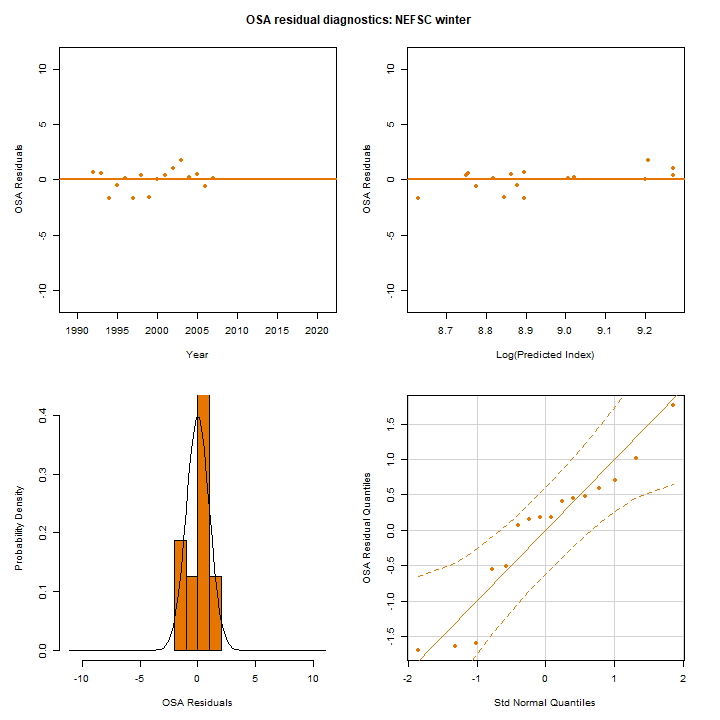 OSA residual diagnostics: NEFSC winter
OSA Residuals
10
5
0
-5
-10
1990 1995 2000 2005 2010 2015 2020
Year
OSA Residuals
10
5
0
-5
-10
8.7 8.8 8.9 9.0 9.1 9.2
Log(Predicted Index)
Probability Density
0.4
0.3
0.2
0.1
0.0
-10 -5 0 5 10
OSA Residuals
OSA Residual Quantiles
1.5
1.0
0.5
0.0
-0.5
-1.0
-1.5
-2 -1 0 1 2
Std Normal Quantiles